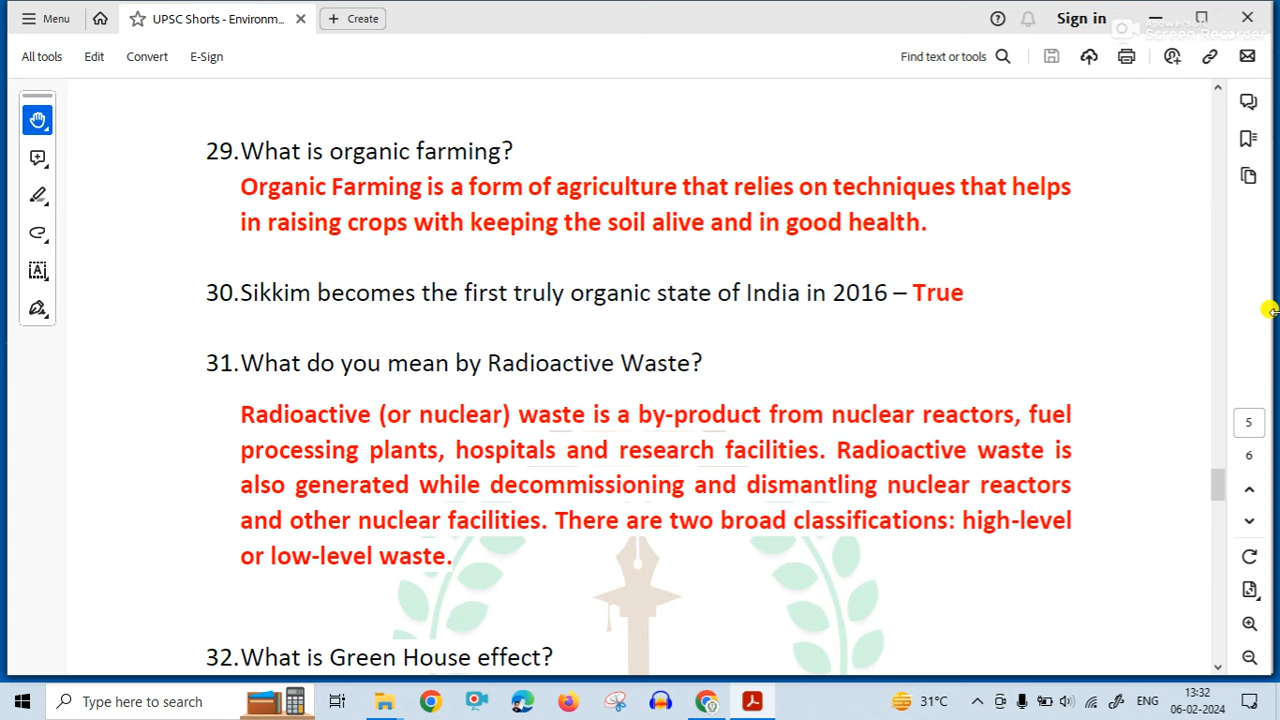 Menu
UPSC Shorts - Environm...
Create
Sign in
Apowersoft
Screen Recorder
All tools
Edit
Convert
E-Sign
Find text or tools
29.What is organic farming?
Organic Farming is a form of agriculture that relies on techniques that helps
in raising crops with keeping the soil alive and in good health.
30.Sikkim becomes the first truly organic state of India in 2016 – True
31.What do you mean by Radioactive Waste?
Radioactive (or nuclear) waste is a by-product from nuclear reactors, fuel
processing plants, hospitals and research facilities. Radioactive waste is
also generated while decommissioning and dismantling nuclear reactors
and other nuclear facilities. There are two broad classifications: high-level
or low-level waste.
32.What is Green House effect?
5
6
Type here to search
31°C
ENG
13:32
06-02-2024